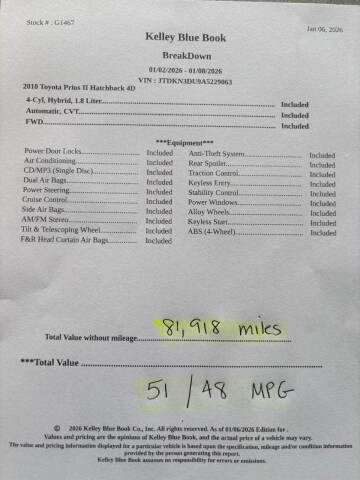 Stock # : G1467
Jan 06, 2026
Kelley Blue Book
BreakDown
01/02/2026 - 01/08/2026
VIN : JTDKN3DU9A5229063
2010 Toyota Prius II Hatchback 4D
4-Cyl, Hybrid, 1.8 Liter Included
Automatic, CVT Included
FWD Included
***Equipment***
Power Door Locks Included Anti-Theft System Included
Air Conditioning Included Rear Spoiler Included
CD/MP3 (Single Disc) Included Traction Control Included
Dual Air Bags Included Keyless Entry Included
Power Steering Included Stability Control Included
Cruise Control Included Power Windows Included
Side Air Bags Included Alloy Wheels Included
AM/FM Stereo Included Keyless Start Included
Tilt & Telescoping Wheel Included ABS (4-Wheel) Included
F&R Head Curtain Air Bags Included
81,918 miles
Total Value without mileage
***Total Value
51 / 48 MPG
© 2026 Kelley Blue Book Co., Inc. All rights reserved. As of 01/06/2026 Edition for .
Values and pricing are the opinions of Kelley Blue Book, and the actual price of a vehicle may vary.
The value and pricing information displayed for a particular vehicle is based upon the specification, mileage and/or condition information
provided by the person generating this report.
Kelley Blue Book assumes no responsibility for errors or omissions.